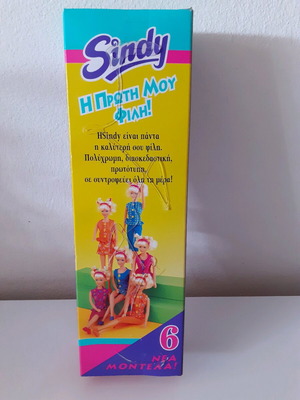 Sindy
Η ΠΡΩΤΗ ΜΟΥ
ΦΙΛΗ!
ΗSindy είναι πάντα
η καλύτερή σου φίλη.
Πολύχρωμη, διασκεδαστική,
πρωτότυπη,
σε συντροφεύει όλη τη μέρα!
6
ΝΕΑ
ΜΟΝΤΕΛΑ!